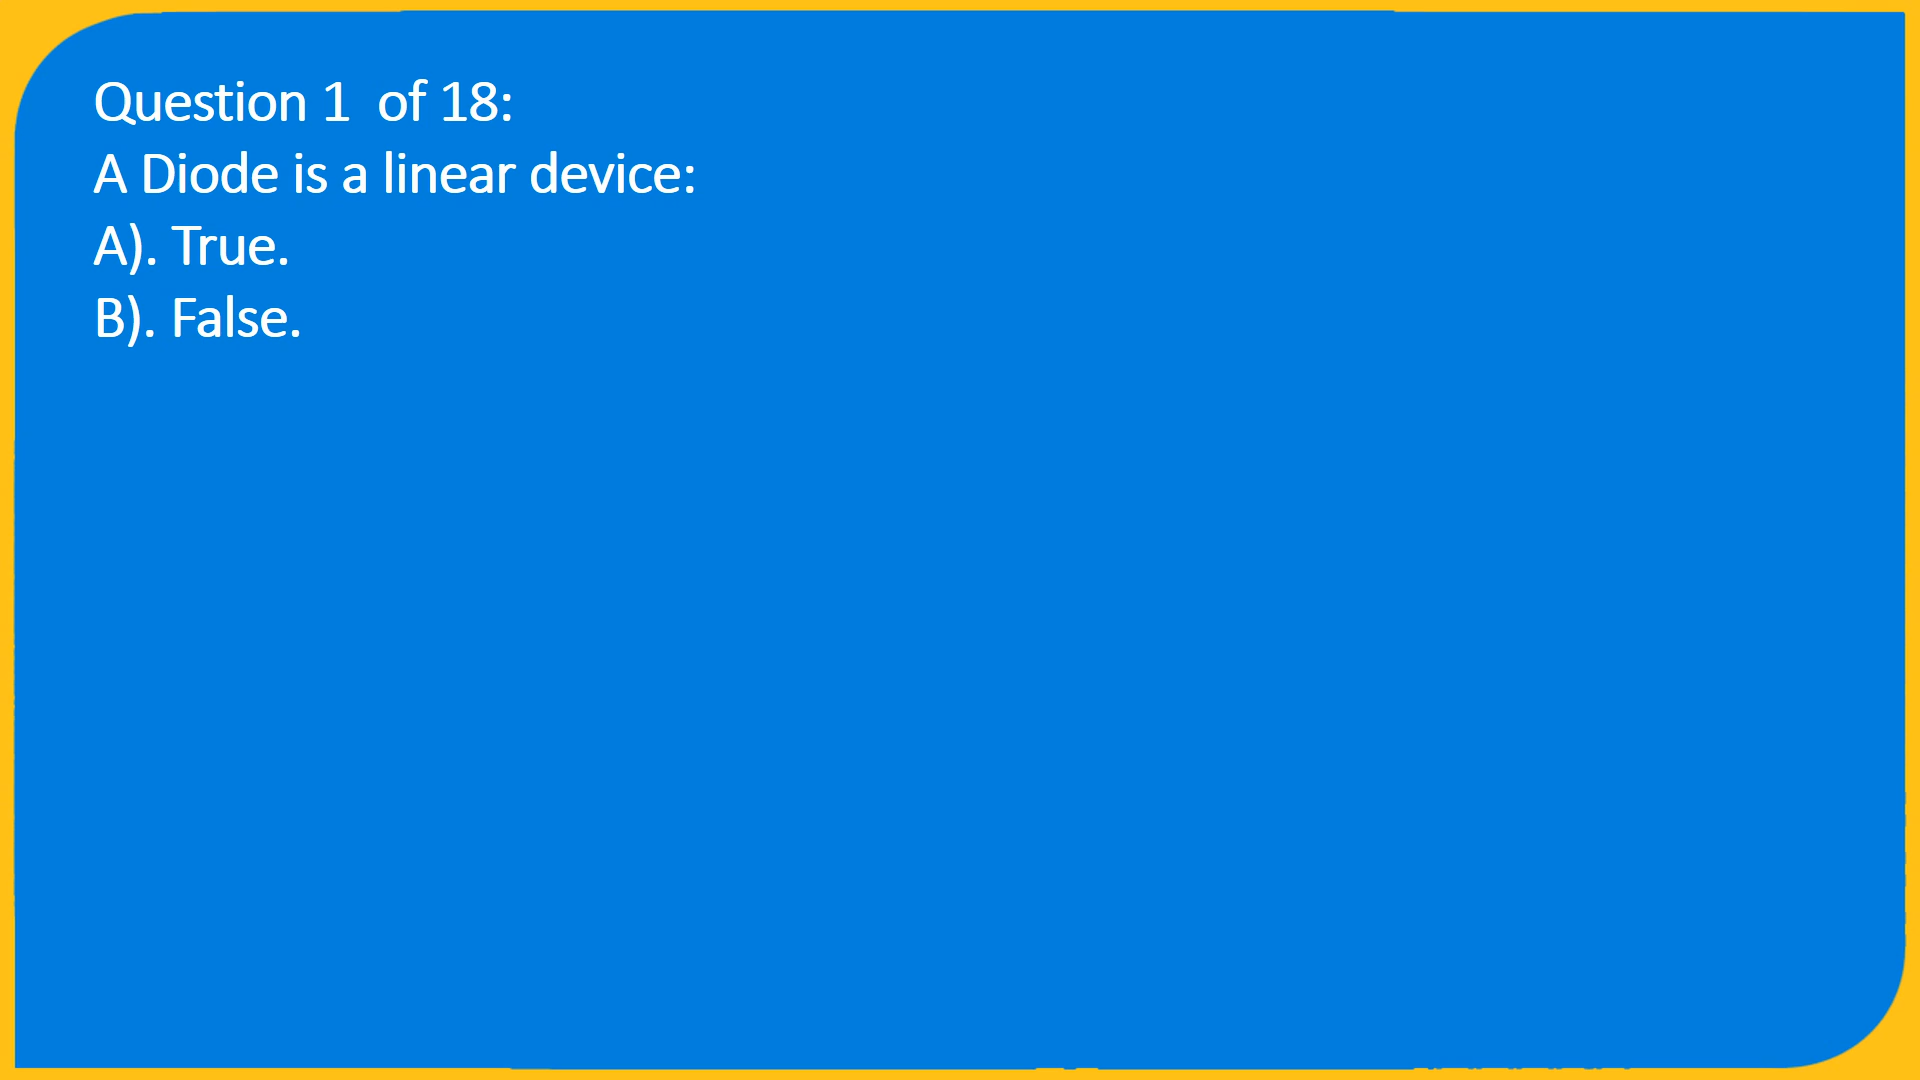 Question 1  of 18:
A Diode is a linear device:
A). True.
B). False.